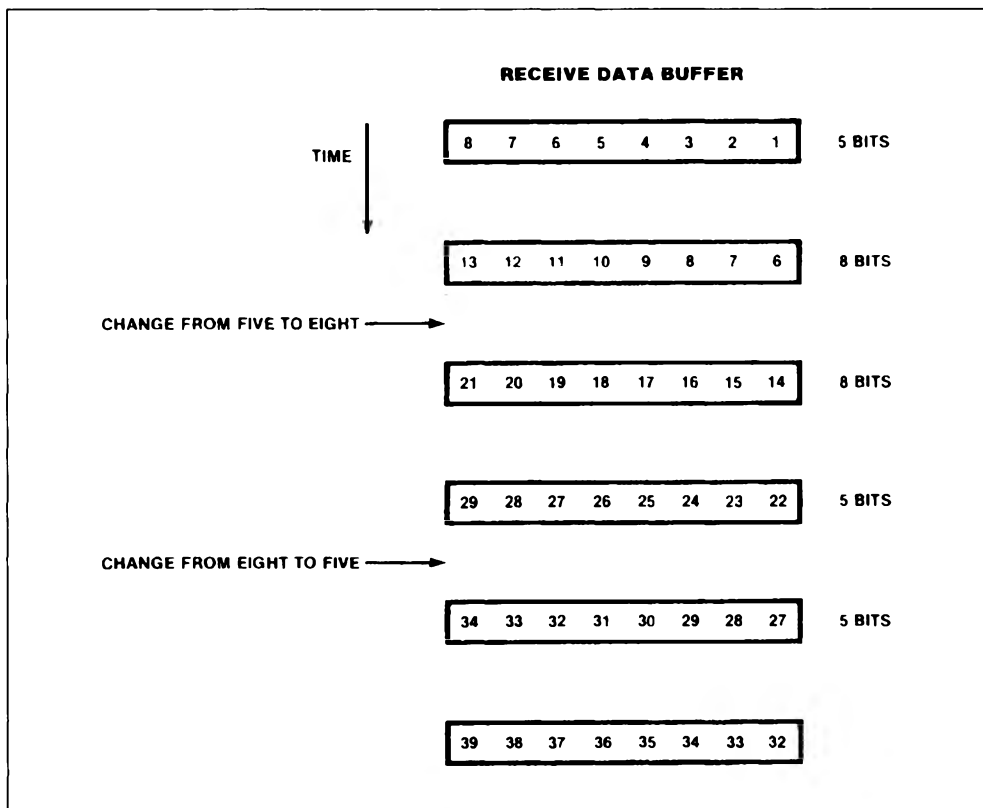 RECEIVE DATA BUFFER
TIME
8 7 6 5 4 3 2 1 5 BITS
13 12 11 10 9 8 7 6 8 BITS
CHANGE FROM FIVE TO EIGHT
21 20 19 18 17 16 15 14 8 BITS
29 28 27 26 25 24 23 22 5 BITS
CHANGE FROM EIGHT TO FIVE
34 33 32 31 30 29 28 27 5 BITS
39 38 37 36 35 34 33 32